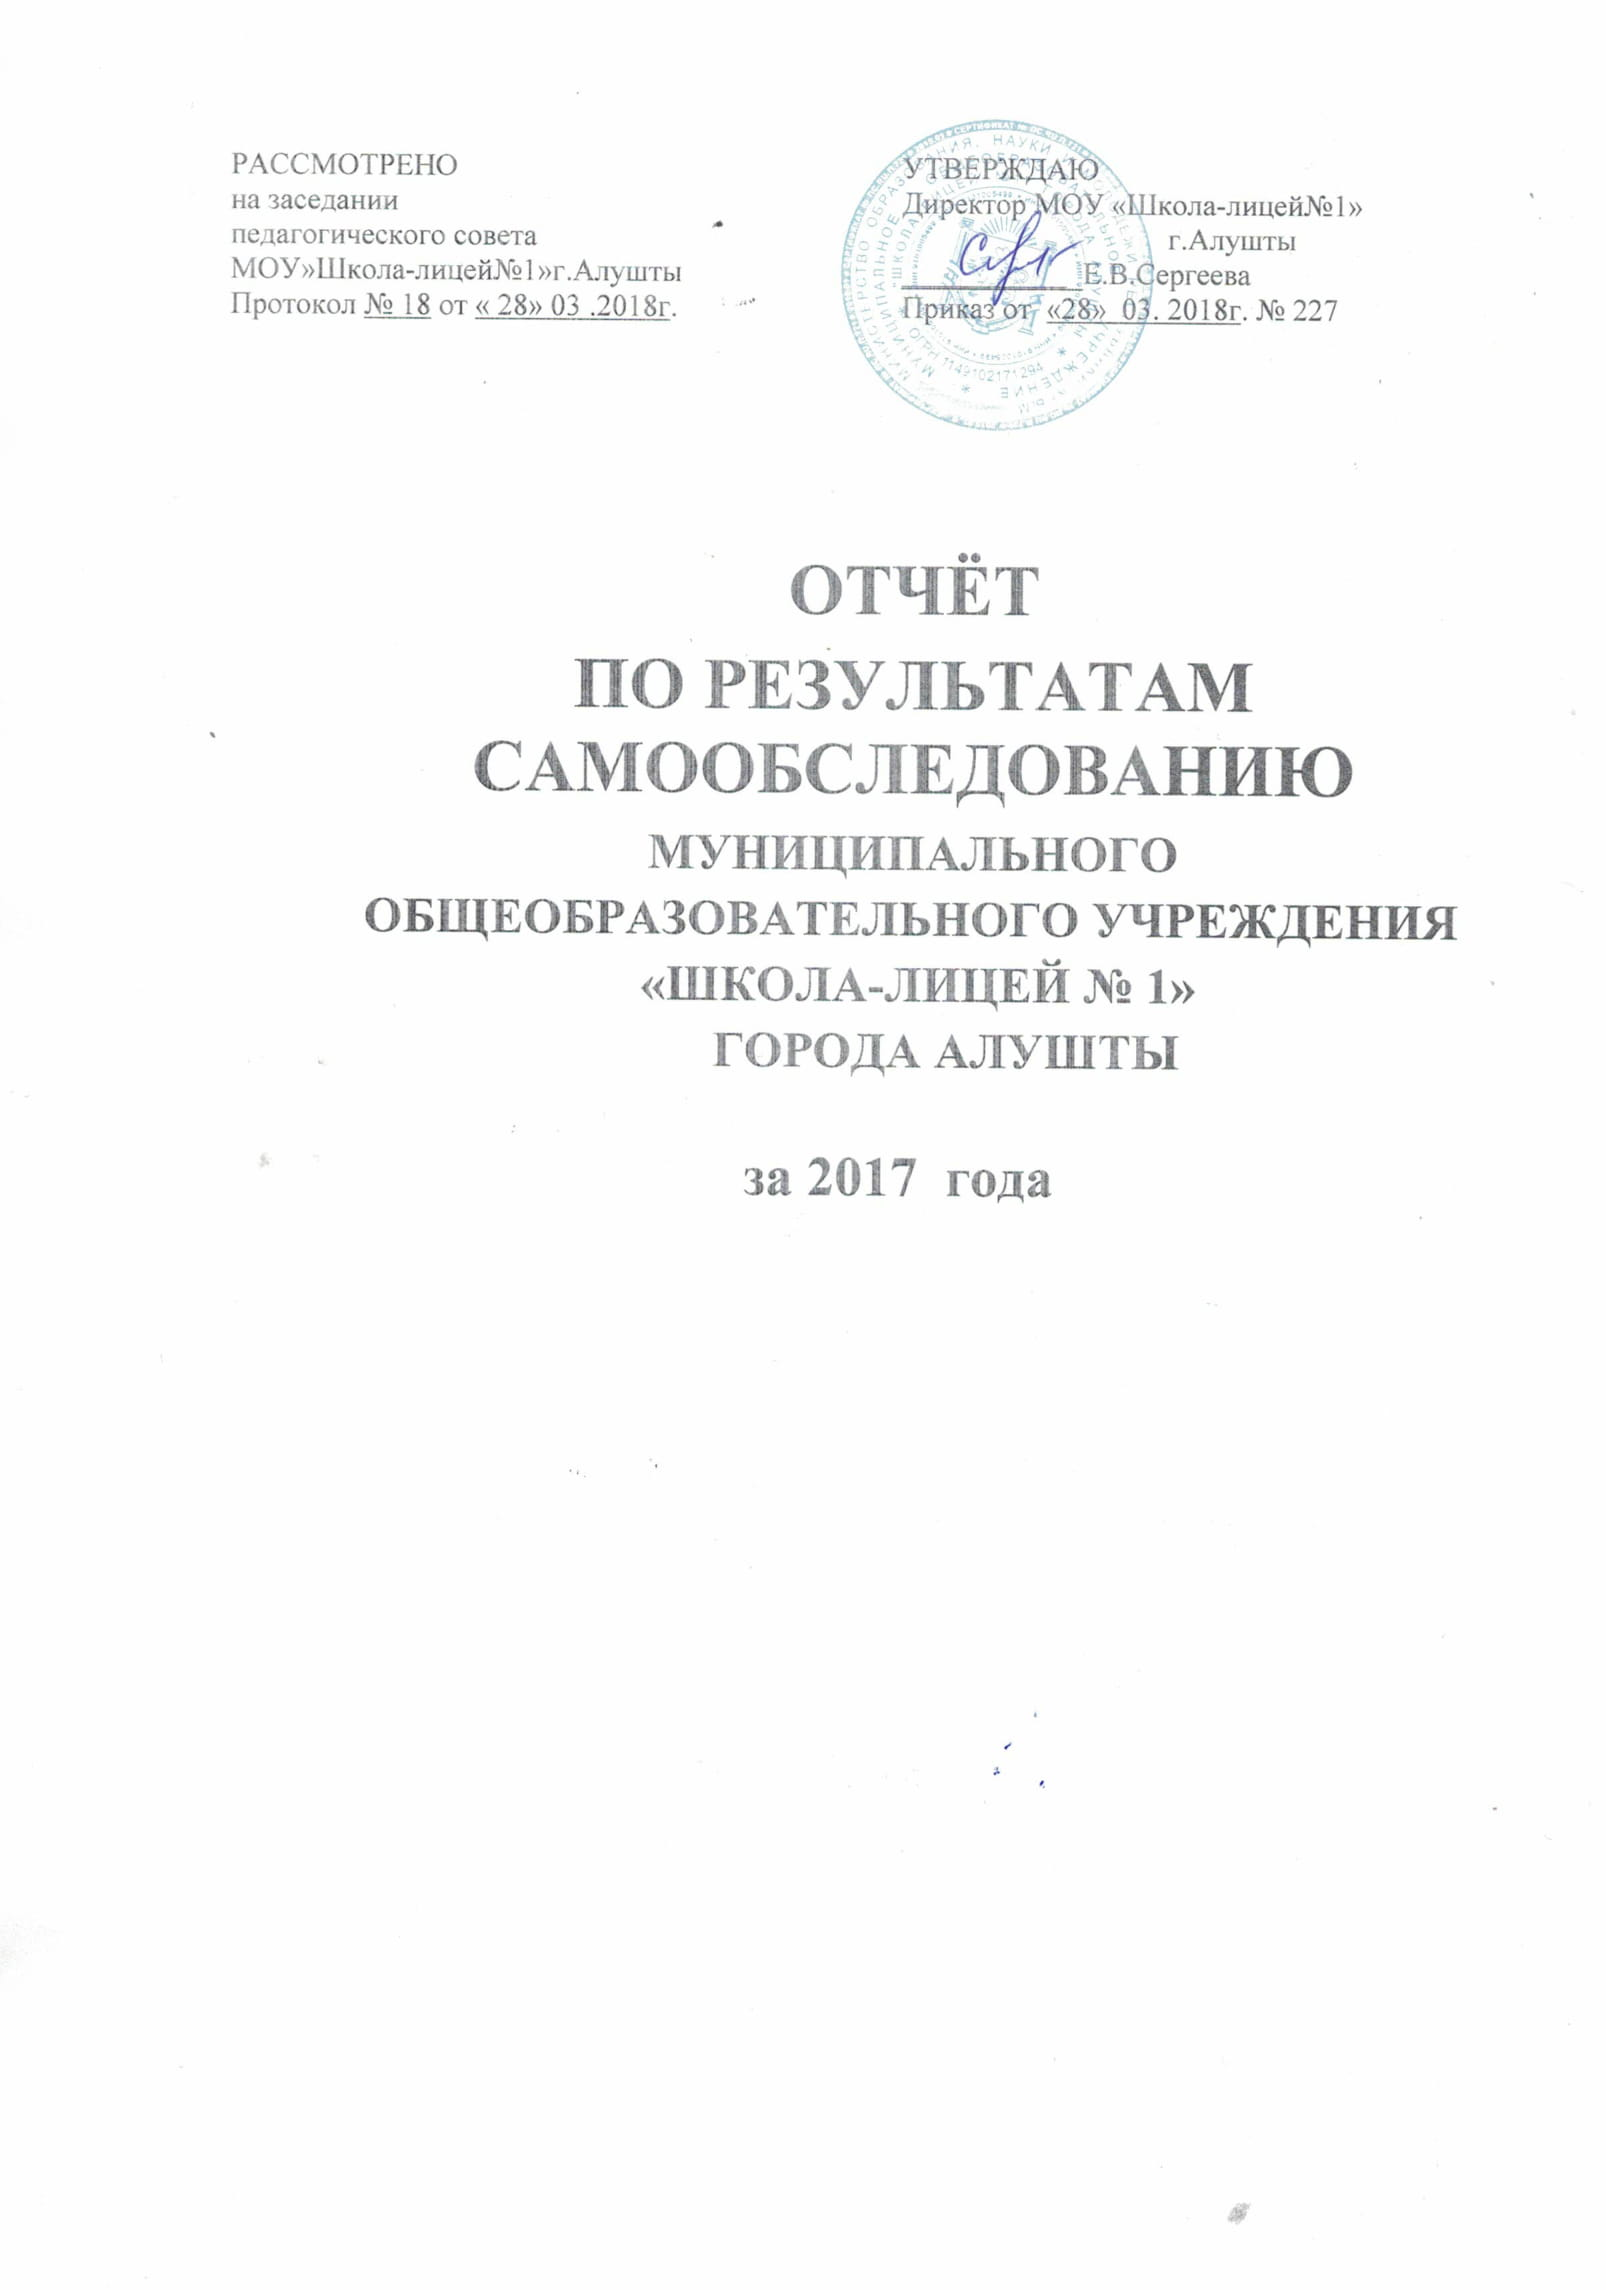 РАССМОТРЕНО
на заседании
педагогического совета
МОУ»Школа-лицей№1»г.Алушты
Протокол № 18 от « 28» 03 .2018г.
УТВЕРЖДАЮ
Директор МОУ «Школа-лицей№1»
г.Алушты
Е.В.Сергеева
Приказ от «28» 03. 2018г. № 227
ОГРН 1149102171294
ОТЧЁТ
ПО РЕЗУЛЬТАТАМ
САМООБСЛЕДОВАНИЮ
МУНИЦИПАЛЬНОГО
ОБЩЕОБРАЗОВАТЕЛЬНОГО УЧРЕЖДЕНИЯ
«ШКОЛА-ЛИЦЕЙ № 1»
ГОРОДА АЛУШТЫ
за 2017 года